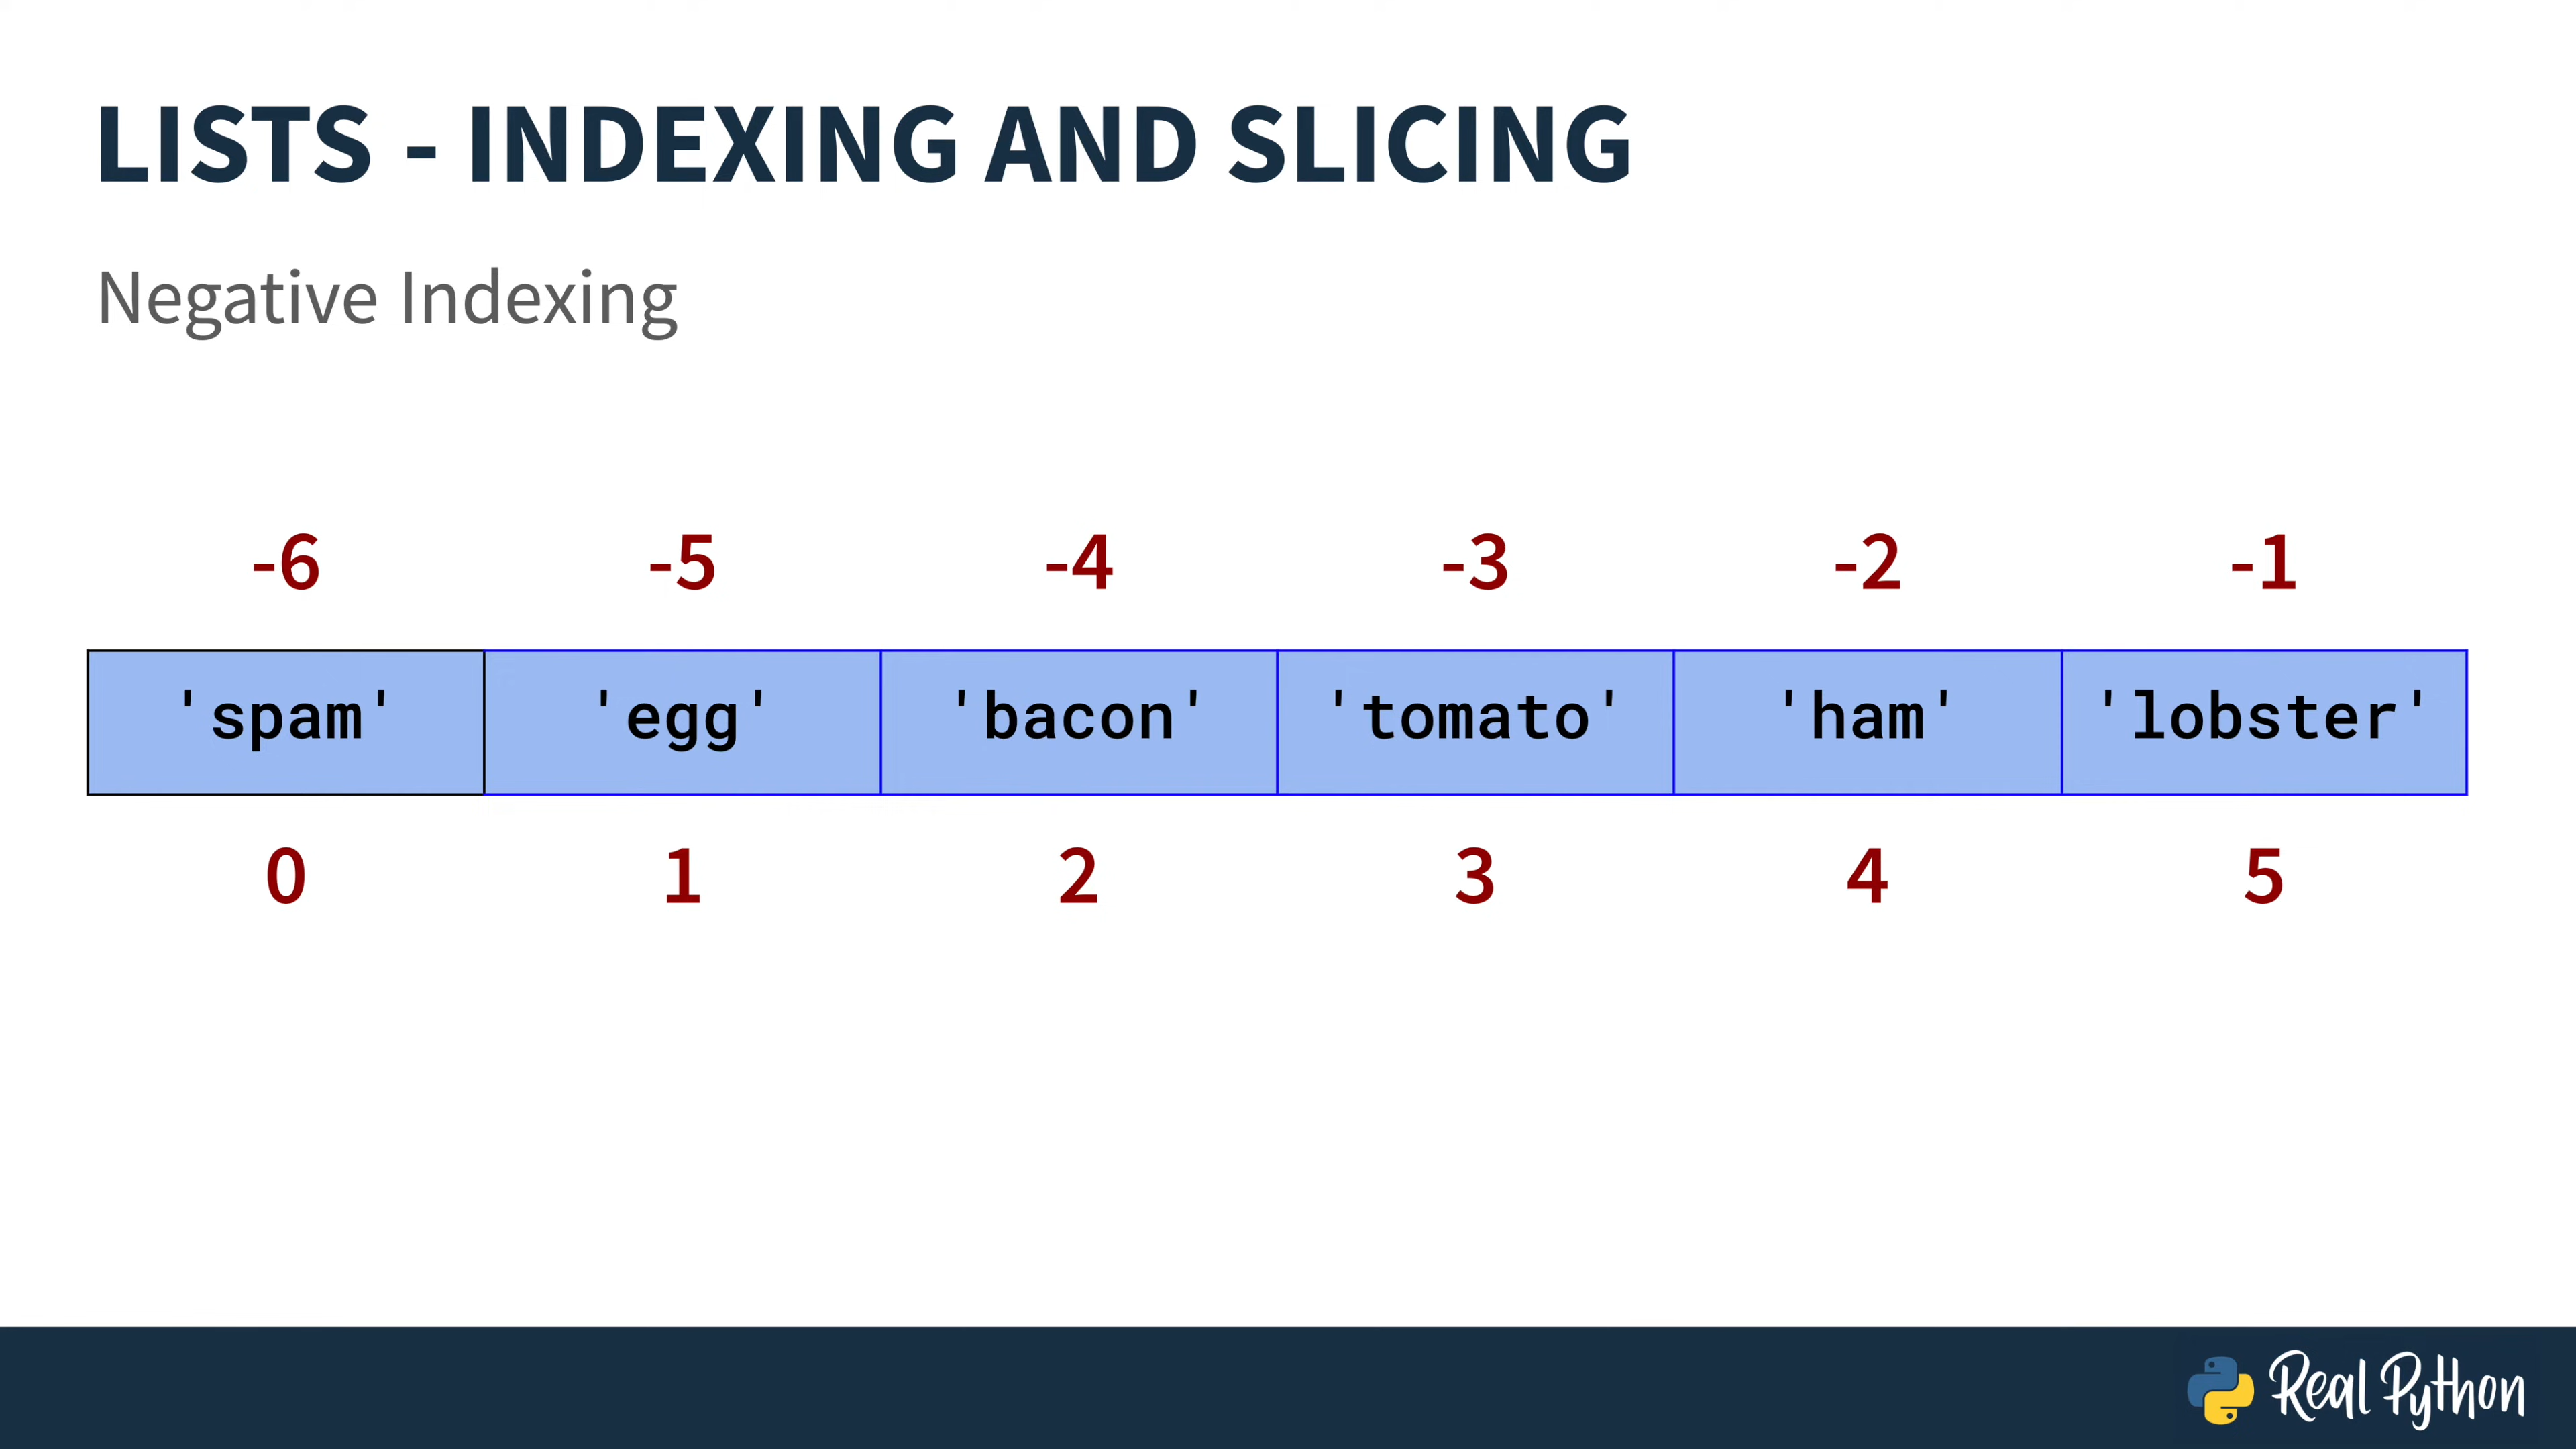 LISTS - INDEXING AND SLICING
Negative Indexing
-6 -5 -4 -3 -2 -1
'spam' 'egg' 'bacon' 'tomato' 'ham' 'lobster'
0 1 2 3 4 5
Real Python